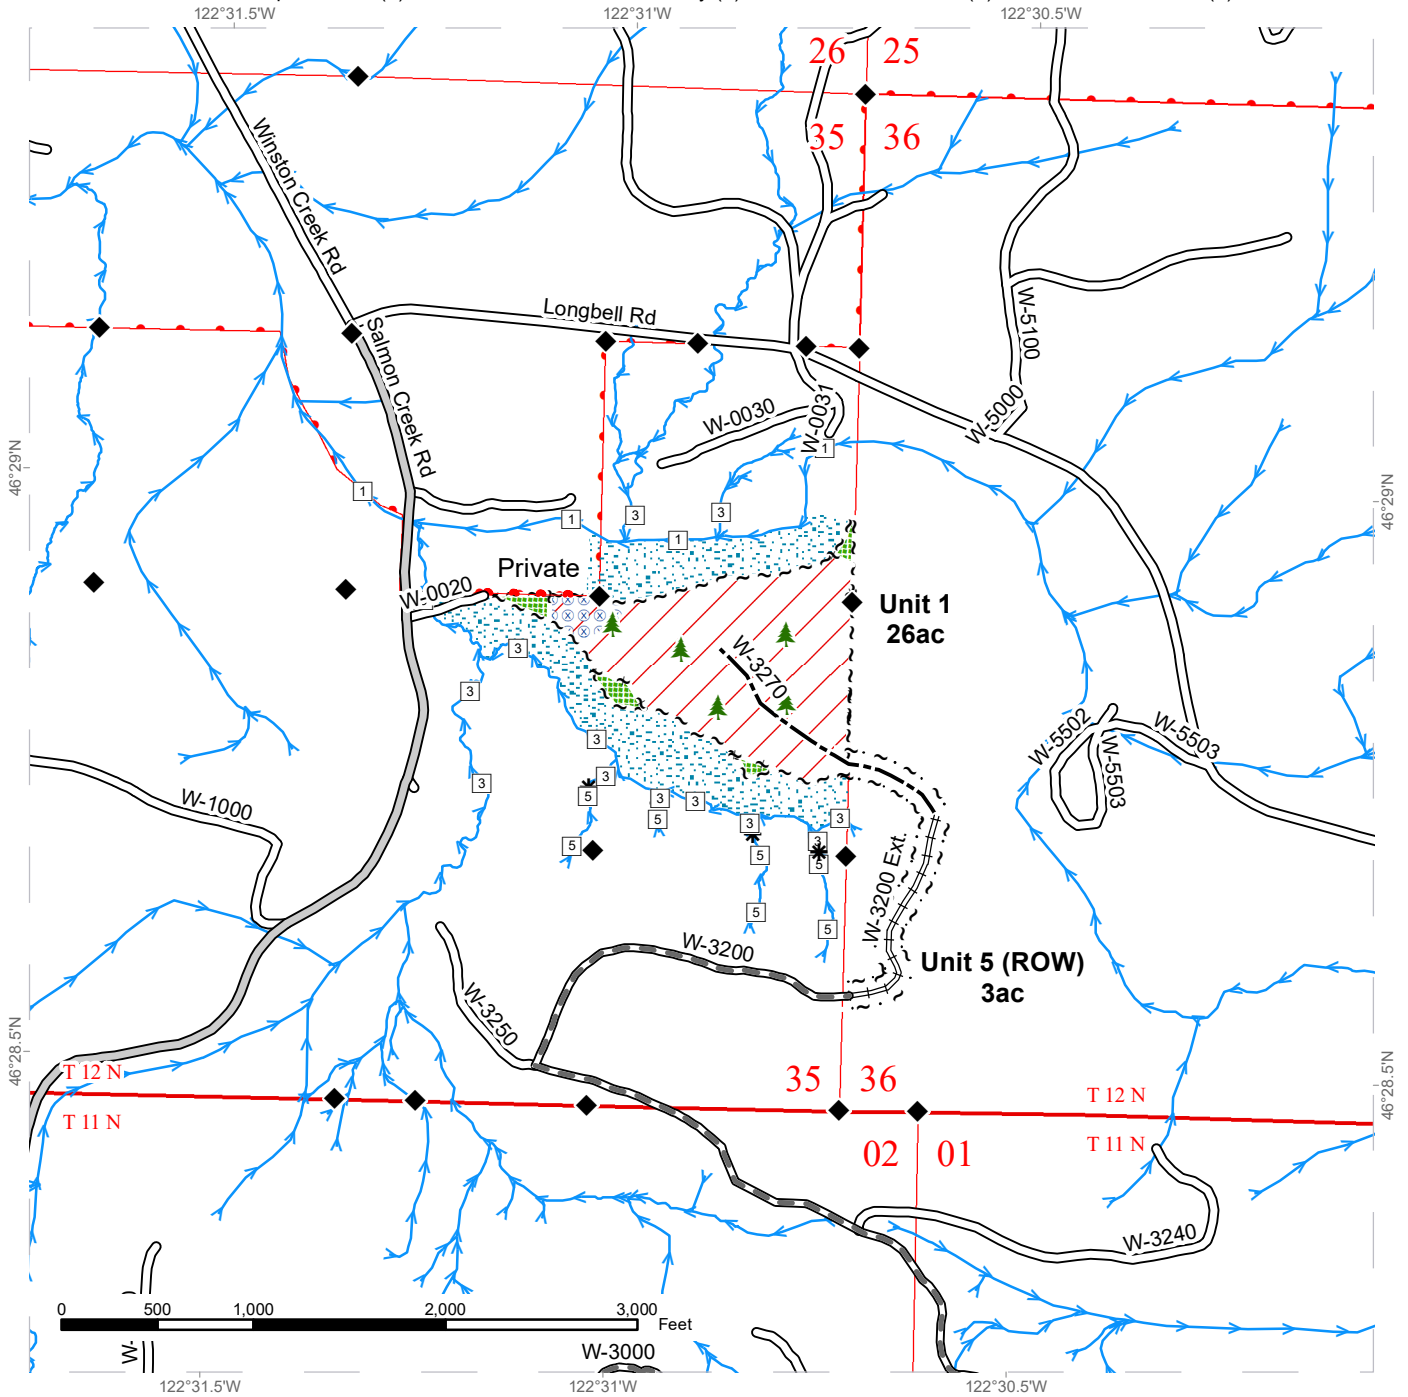 122°31.5'W
122°31'W
122°30.5'W
26
25
35
36
Winston Creek Rd
Longbell Rd
Salmon Creek Rd
W-5100
W-0030
W-0031
W-5000
46°29'N
46°29'N
1
1
1
1
3
3
Private
W-0020
Unit 1
26ac
3
3
W-3270
3
3
3
3
3
5
5
5
3
3
3
5
5
5
5
W-5502
W-5503
W-5503
W-1000
W-3200 Ext.
W-3200
Unit 5 (ROW)
3ac
W-3250
46°28.5'N
46°28.5'N
T 12 N
T 11 N
35
36
T 12 N
T 11 N
02
01
W-3240
0
500
1,000
2,000
3,000
Feet
W-3000
122°31.5'W
122°31'W
122°30.5'W